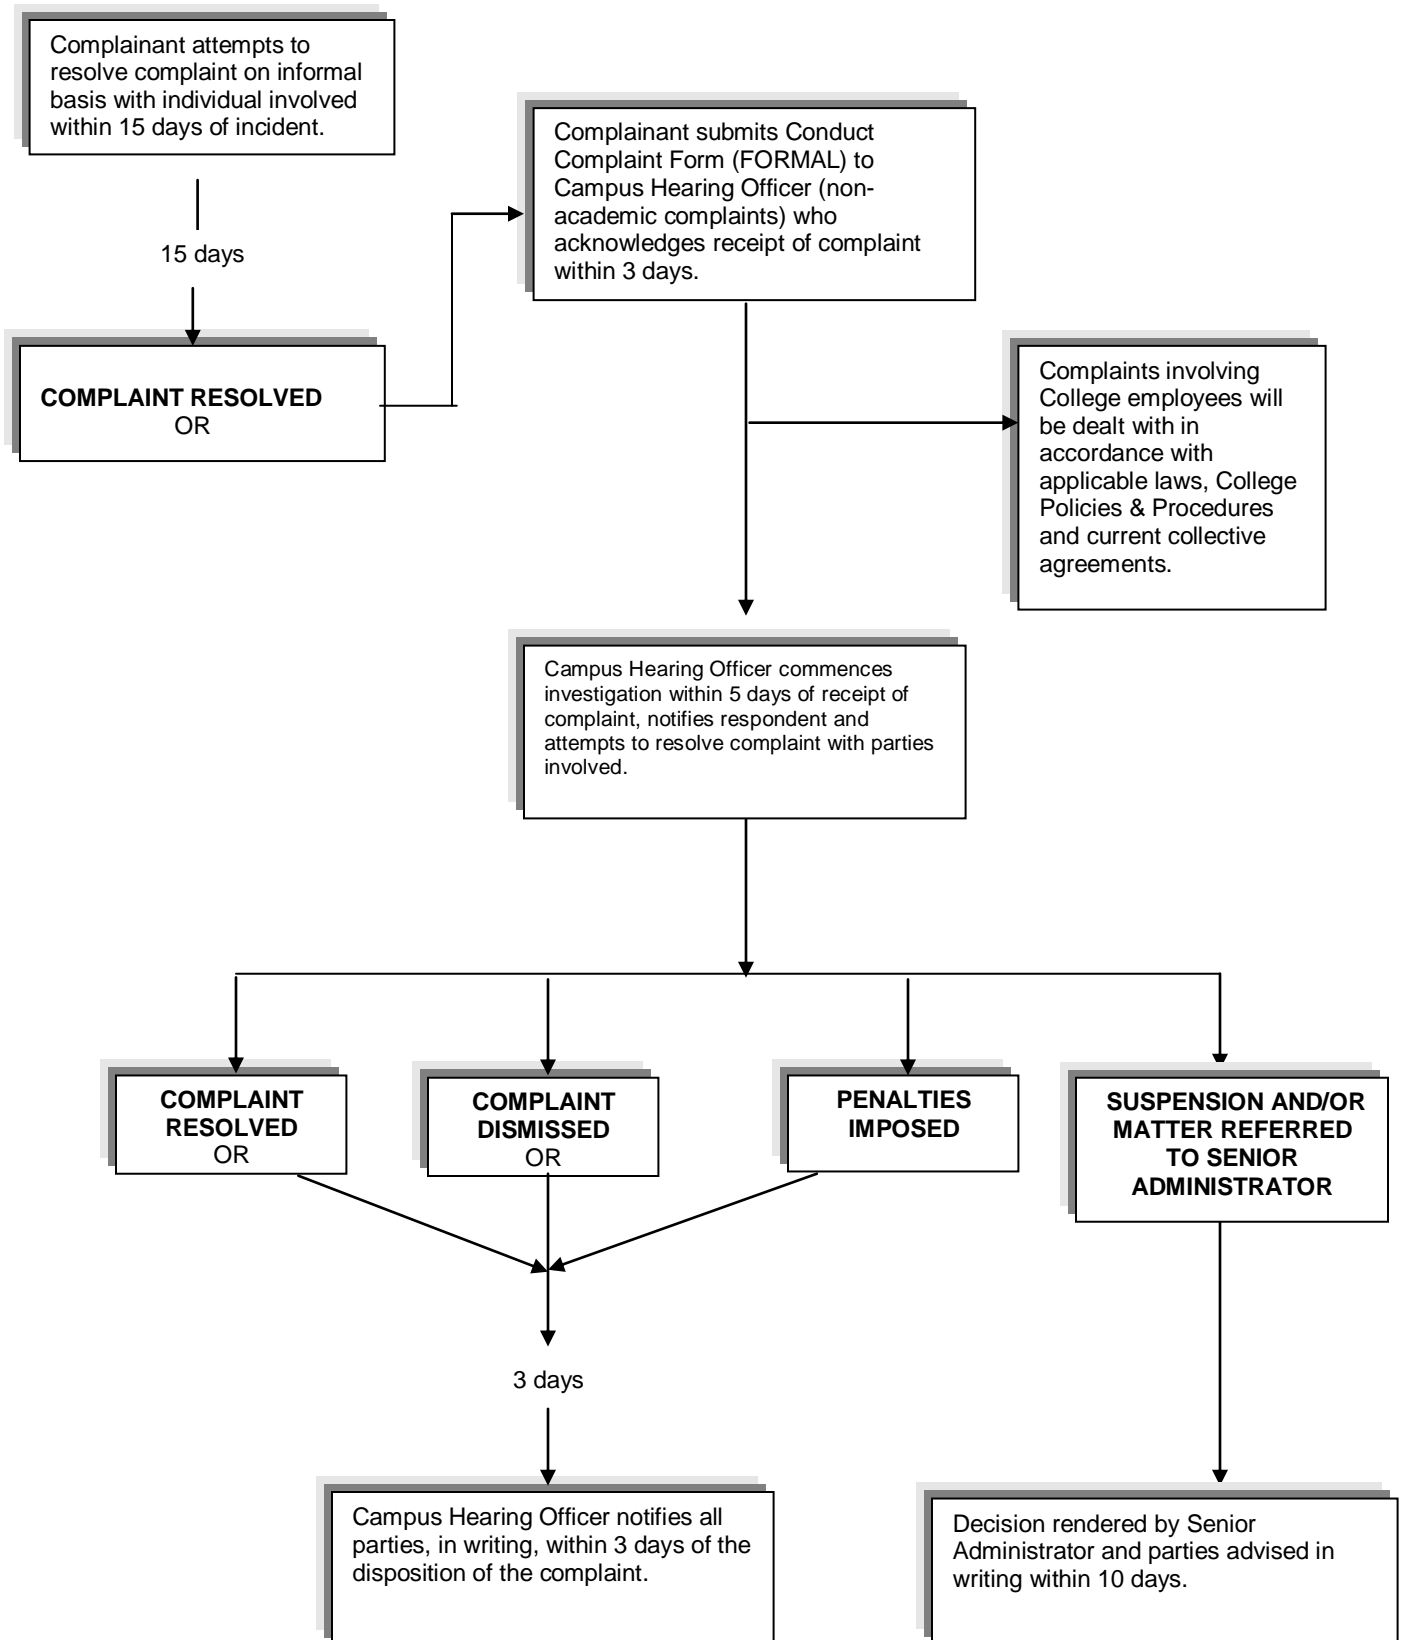 Complainant attempts to
resolve complaint on informal
basis with individual involved
within 15 days of incident.
15 days
COMPLAINT RESOLVED
OR
Complainant submits Conduct
Complaint Form (FORMAL) to
Campus Hearing Officer (non-
academic complaints) who
acknowledges receipt of complaint
within 3 days.
Complaints involving
College employees will
be dealt with in
accordance with
applicable laws, College
Policies & Procedures
and current collective
agreements.
Campus Hearing Officer commences
investigation within 5 days of receipt of
complaint, notifies respondent and
attempts to resolve complaint with parties
involved.
COMPLAINT
RESOLVED
OR
COMPLAINT
DISMISSED
OR
PENALTIES
IMPOSED
SUSPENSION AND/OR
MATTER REFERRED
TO SENIOR
ADMINISTRATOR
3 days
Campus Hearing Officer notifies all
parties, in writing, within 3 days of the
disposition of the complaint.
Decision rendered by Senior
Administrator and parties advised in
writing within 10 days.